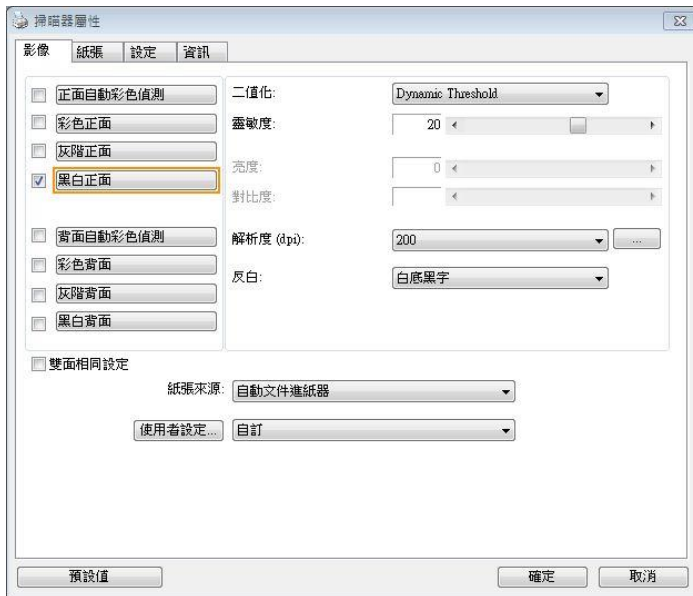 掃瞄器屬性
影像 紙張 設定 資訊
正面自動彩色偵測 二值化: Dynamic Threshold
彩色正面 靈敏度: 20
灰階正面 亮度: 0
黑白正面 對比度:
背面自動彩色偵測 解析度 (dpi): 200 ...
彩色背面 反白: 白底黑字
灰階背面
黑白背面
雙面相同設定
紙張來源: 自動文件進紙器
使用者設定... 自訂
預設值 確定 取消